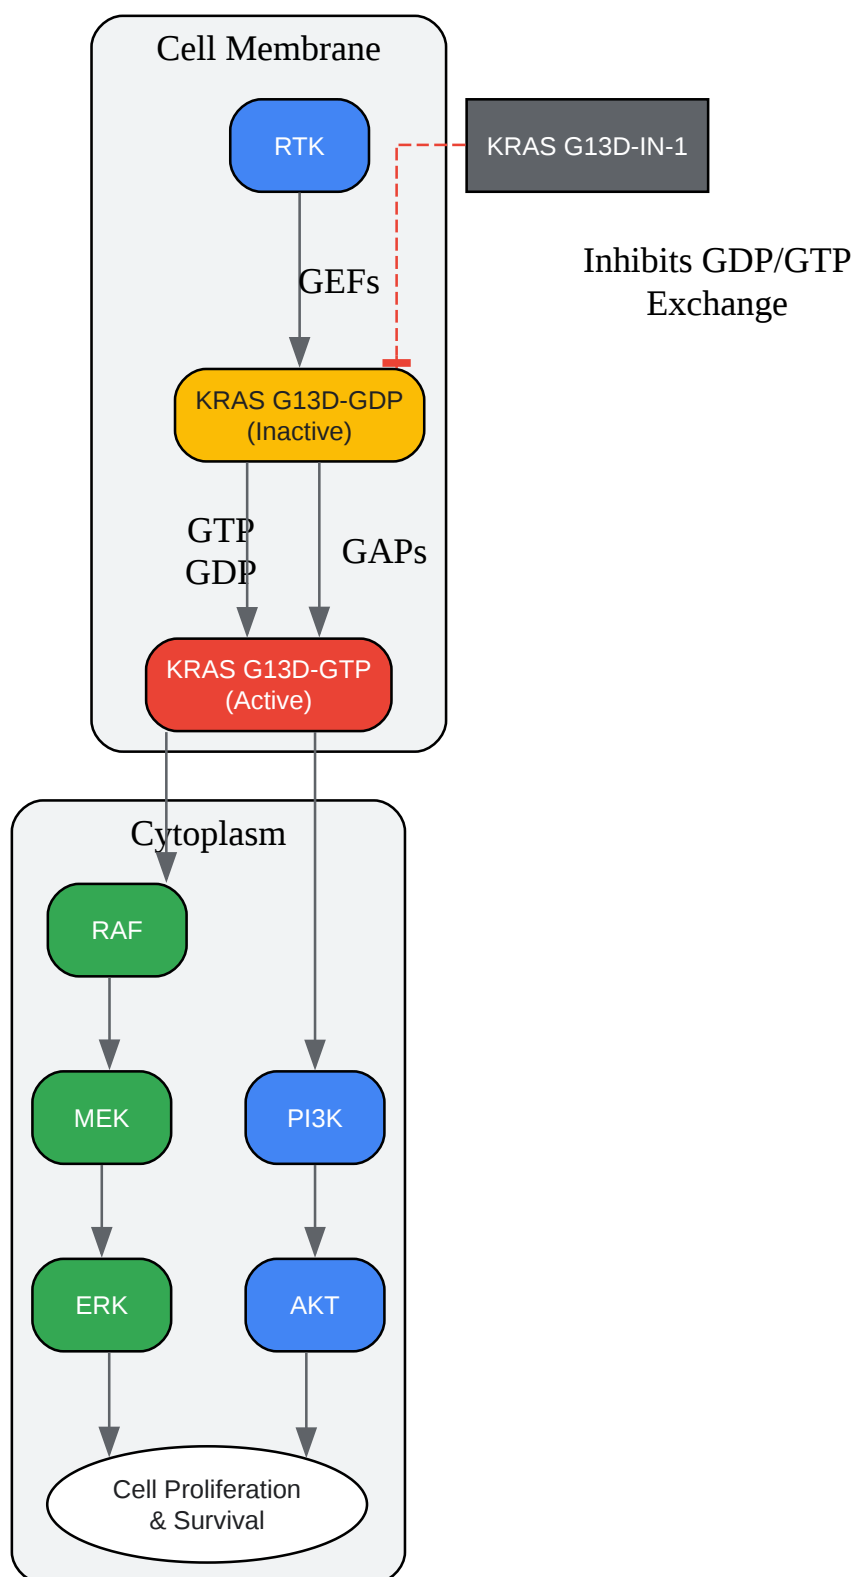 Cell Membrane
RTK
KRAS G13D-IN-1
Inhibits GDP/GTP
Exchange
GEFs
KRAS G13D-GDP
(Inactive)
GTP
GDP
GAPs
KRAS G13D-GTP
(Active)
Cytoplasm
RAF
MEK
PI3K
ERK
AKT
Cell Proliferation
& Survival